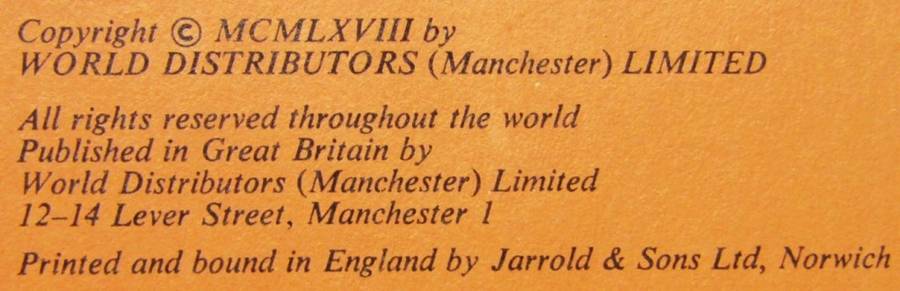 Copyright © MCMLXVIII by
WORLD DISTRIBUTORS (Manchester) LIMITED
All rights reserved throughout the world
Published in Great Britain by
World Distributors (Manchester) Limited
12–14 Lever Street, Manchester 1
Printed and bound in England by Jarrold & Sons Ltd, Norwich